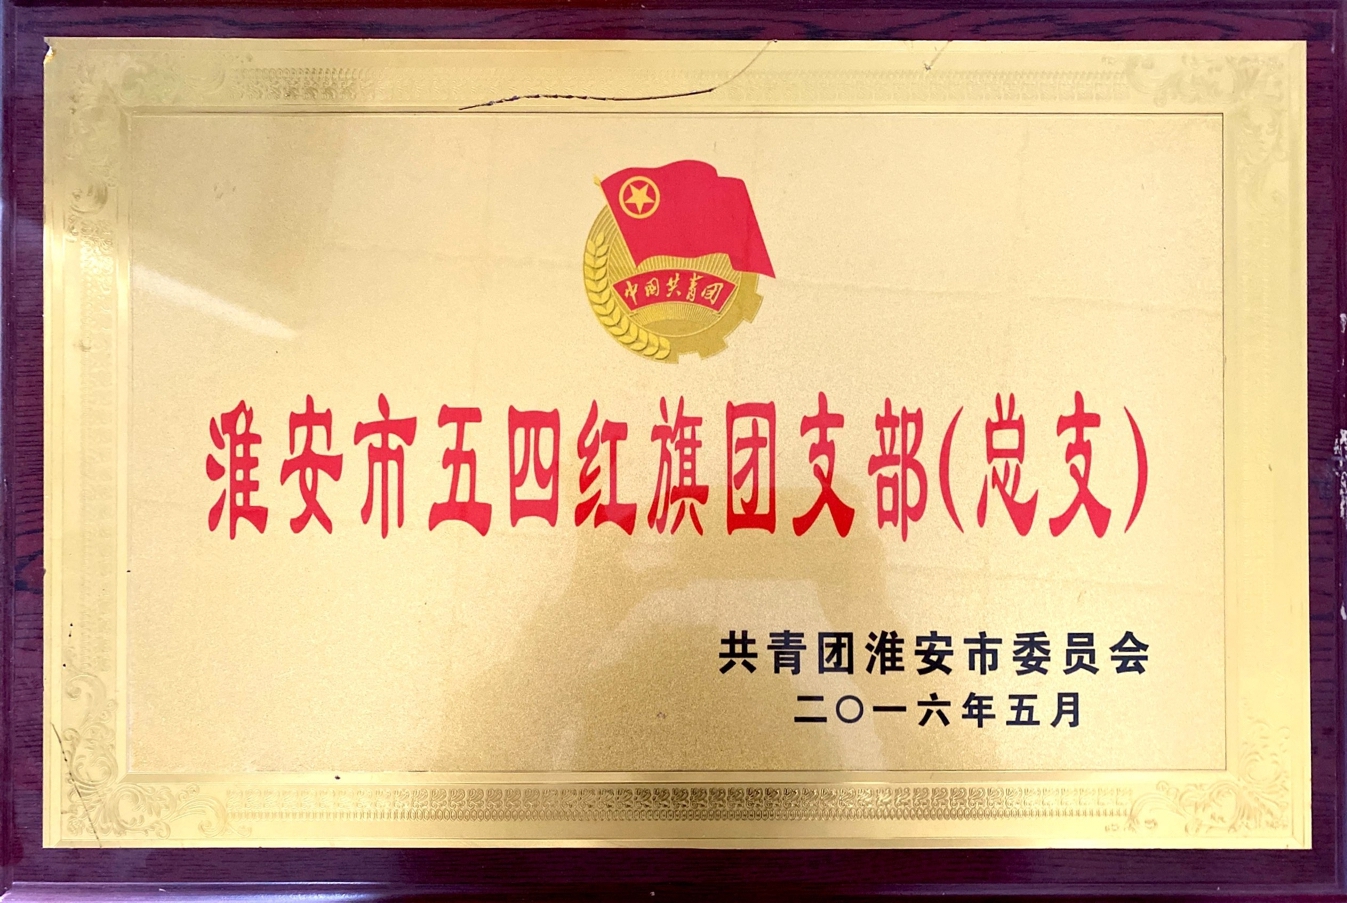 中国共青团
淮安市五四红旗团支部(总支)
共青团淮安市委员会
二〇一六年五月